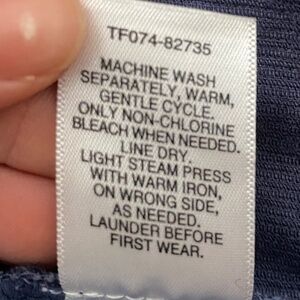 TF074-82735
MACHINE WASH
SEPARATELY, WARM,
GENTLE CYCLE.
ONLY NON-CHLORINE
BLEACH WHEN NEEDED.
LINE DRY.
LIGHT STEAM PRESS
WITH WARM IRON,
ON WRONG SIDE,
AS NEEDED.
LAUNDER BEFORE
FIRST WEAR.